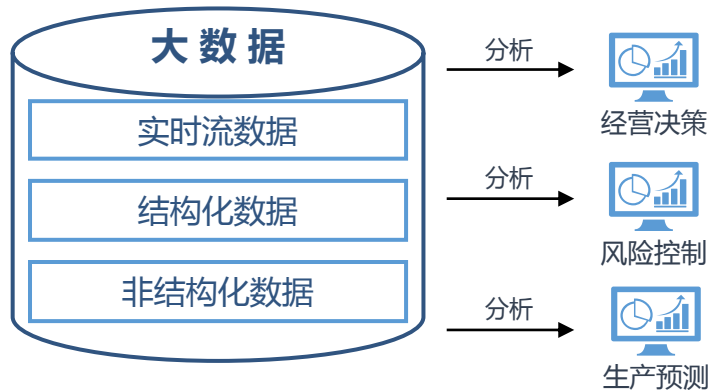 大数据
实时流数据
结构化数据
非结构化数据
分析
经营决策
分析
风险控制
分析
生产预测